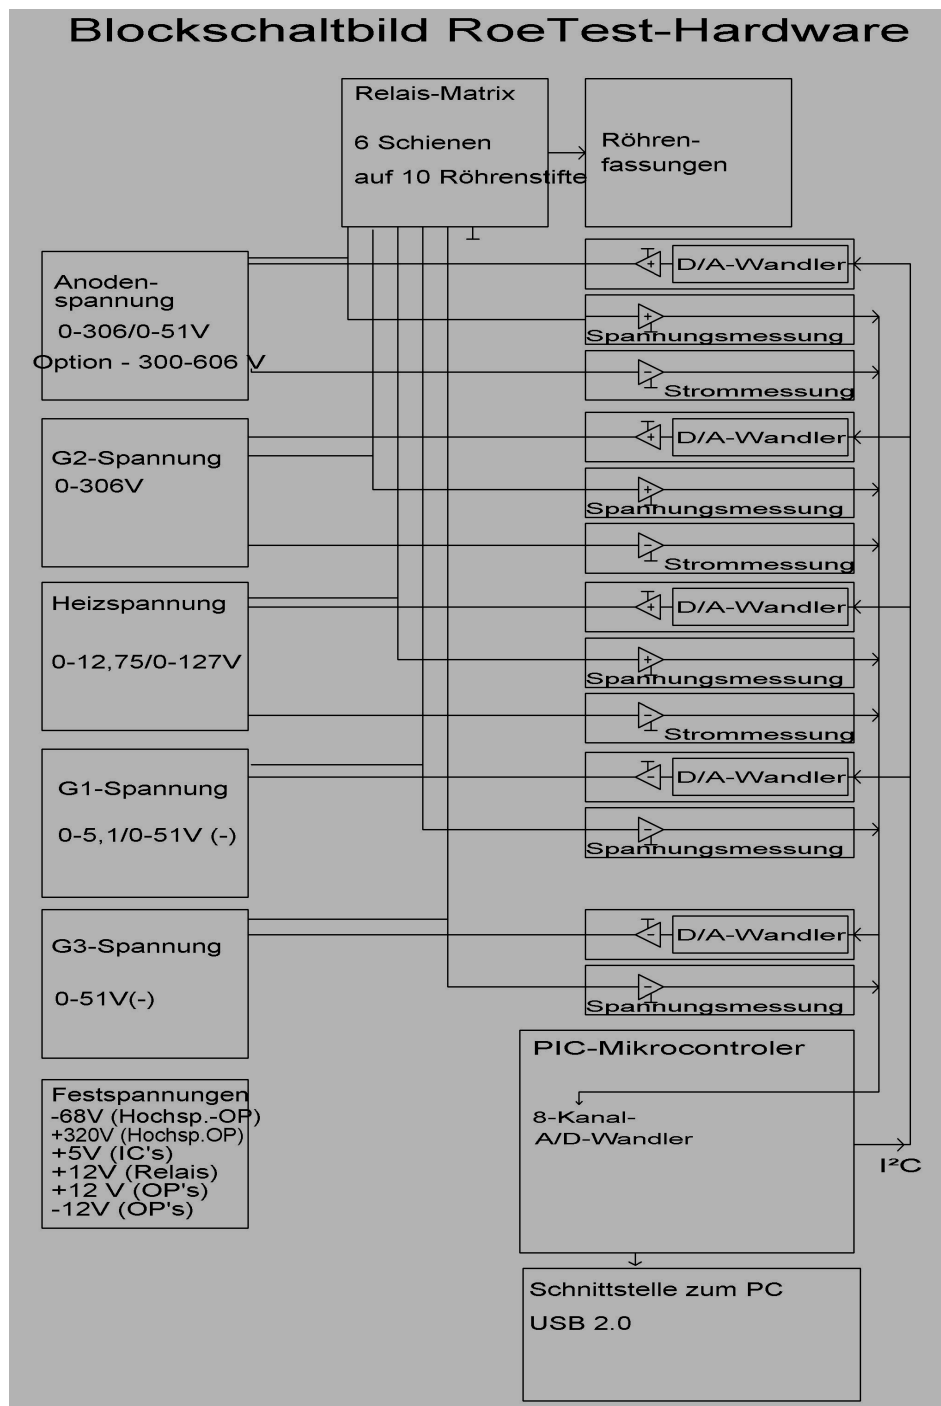 Blockschaltbild RoeTest-Hardware
Relais-Matrix
6 Schienen
auf 10 Röhrenstifte
Röhren-
fassungen
Anoden-
spannung
0-306/0-51V
Option - 300-606 V
D/A-Wandler
Spannungsmessung
Strommessung
G2-Spannung
0-306V
D/A-Wandler
Spannungsmessung
Strommessung
Heizspannung
0-12,75/0-127V
D/A-Wandler
Spannungsmessung
Strommessung
G1-Spannung
0-5,1/0-51V (-)
D/A-Wandler
Spannungsmessung
G3-Spannung
0-51V(-)
D/A-Wandler
Spannungsmessung
Festspannungen
-68V (Hochsp.-OP)
+320V (Hochsp.OP)
+5V (IC's)
+12V (Relais)
+12 V (OP's)
-12V (OP's)
PIC-Mikrocontroler
8-Kanal-
A/D-Wandler
I²C
Schnittstelle zum PC
USB 2.0